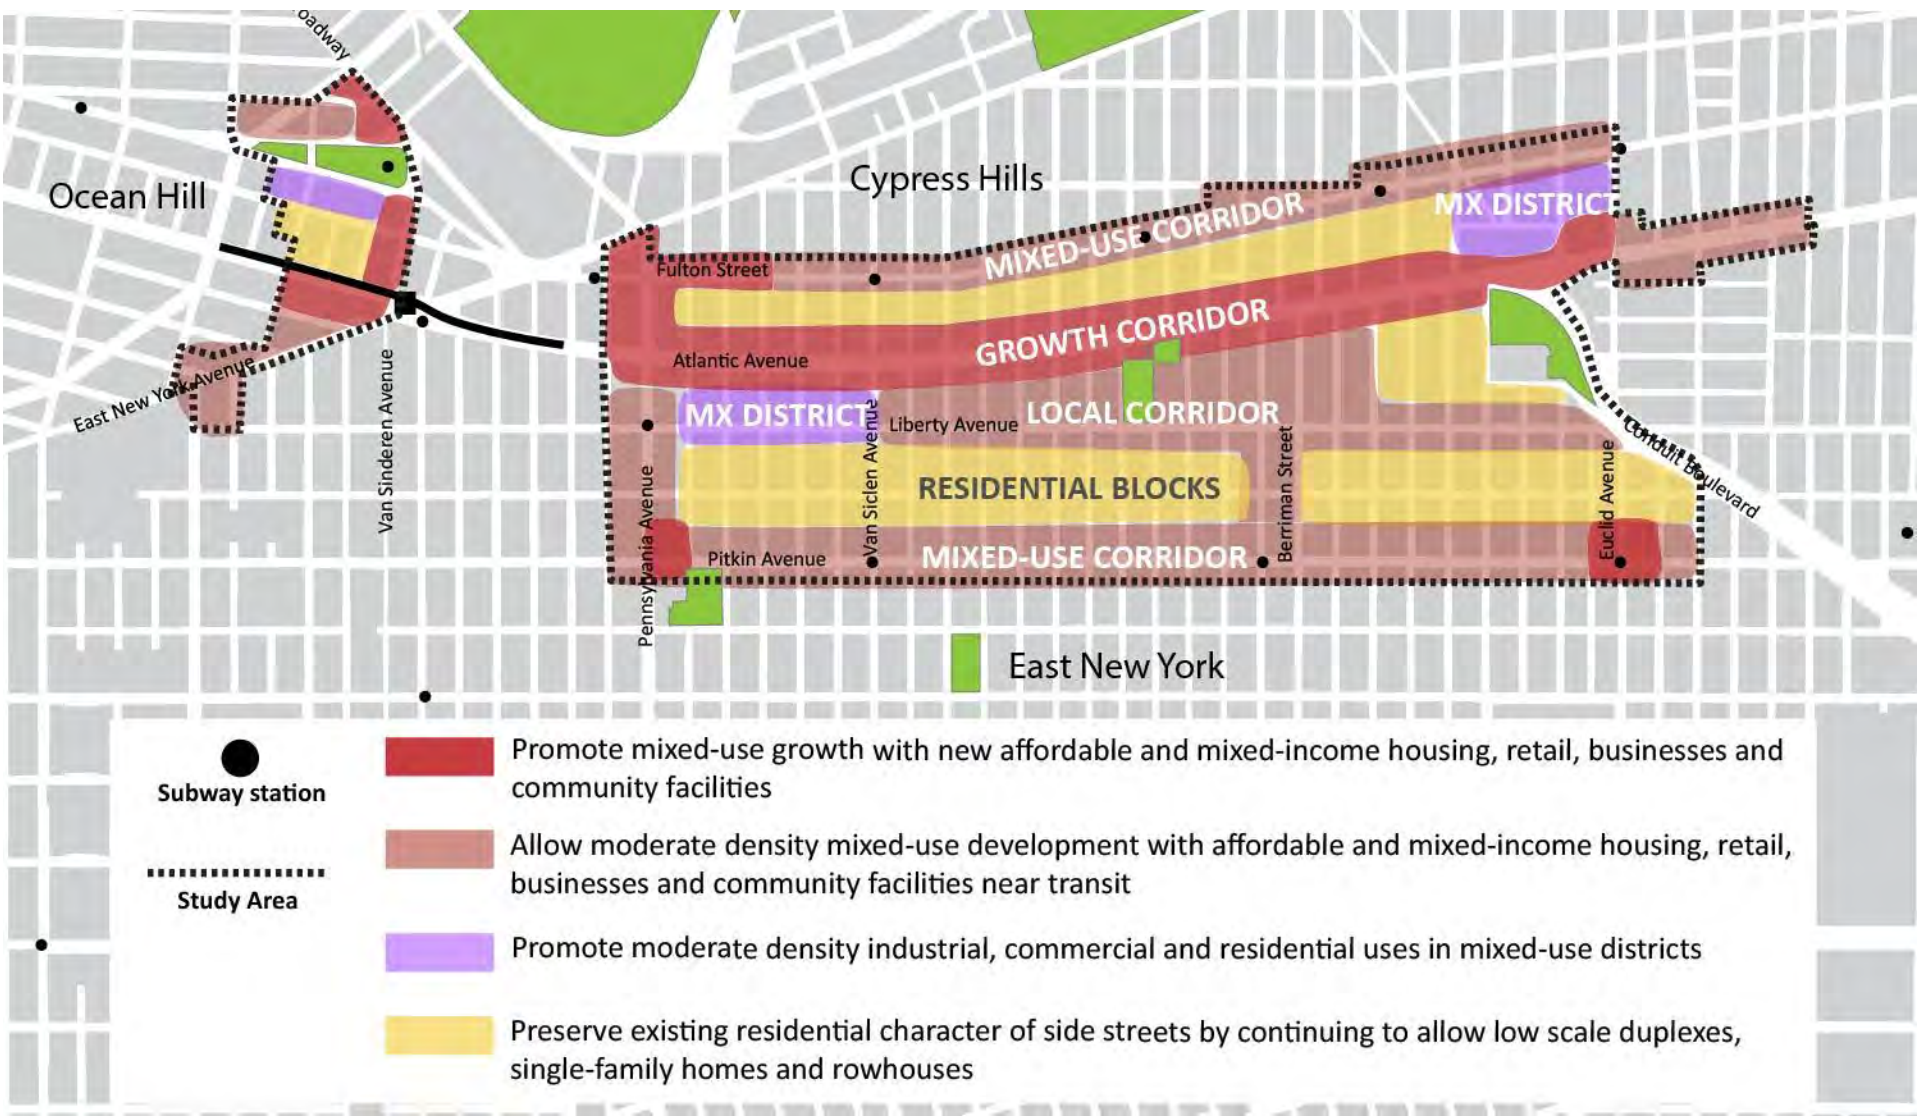 roadway
Ocean Hill
Cypress Hills
MX DISTRICT
MIXED-USE CORRIDOR
Fulton Street
GROWTH CORRIDOR
Atlantic Avenue
East New York Avenue
Van Sinderen Avenue
MX DISTRICT
Van Siclen Avenue
Liberty Avenue
LOCAL CORRIDOR
Berriman Street
Euclid Avenue
Conduit Boulevard
RESIDENTIAL BLOCKS
Pennsylvania Avenue
Pitkin Avenue
MIXED-USE CORRIDOR
East New York
Subway station
Study Area
Promote mixed-use growth with new affordable and mixed-income housing, retail, businesses and
community facilities
Allow moderate density mixed-use development with affordable and mixed-income housing, retail,
businesses and community facilities near transit
Promote moderate density industrial, commercial and residential uses in mixed-use districts
Preserve existing residential character of side streets by continuing to allow low scale duplexes,
single-family homes and rowhouses